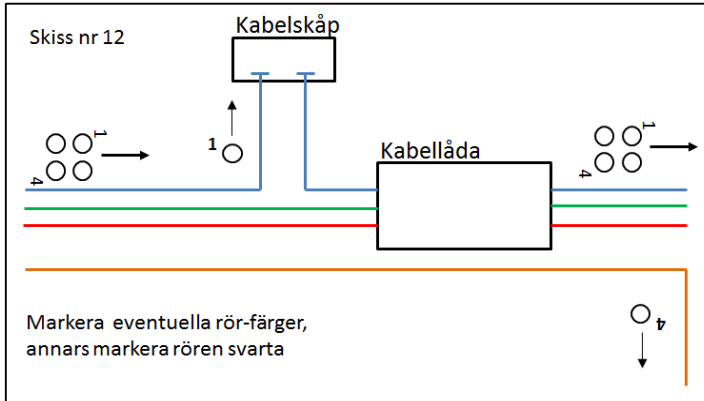 Skiss nr 12
Kabelskåp
1
4
1
Kabellåda
1
4
Markera eventuella rör-färger,
annars markera rören svarta
4